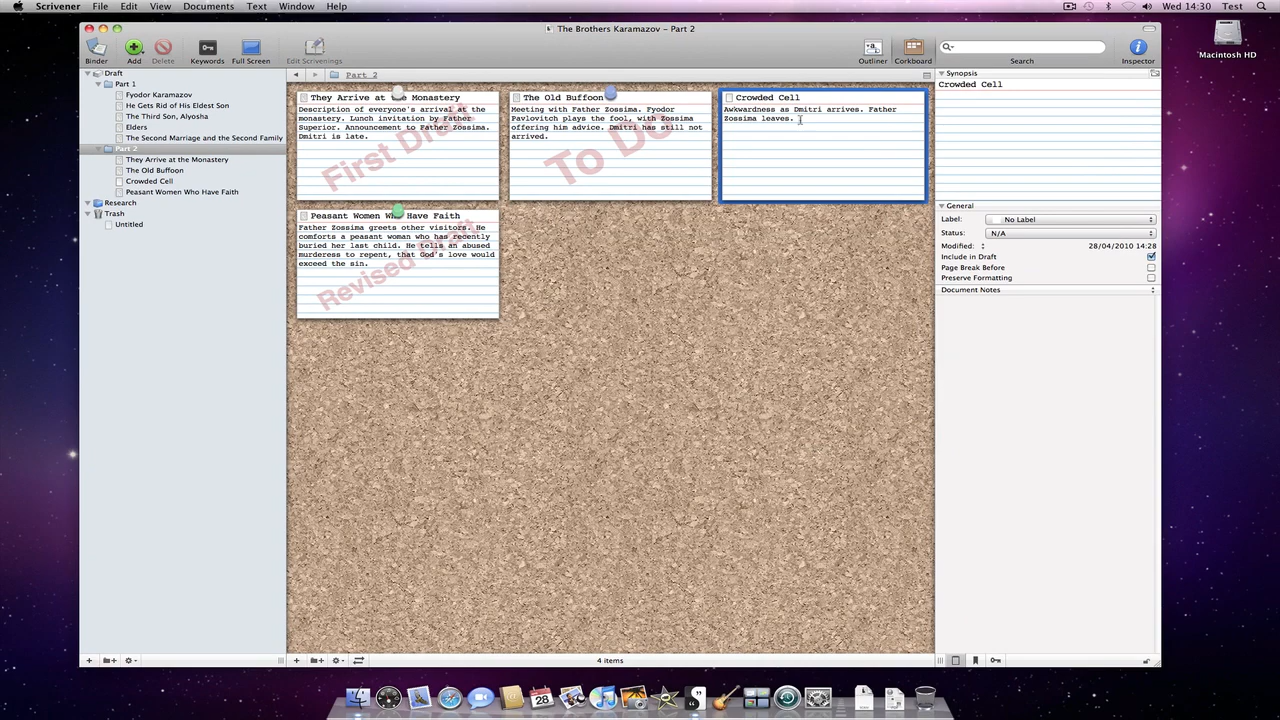 Scrivener File Edit View Documents Text Window Help
Wed 14:30 Test
The Brothers Karamazov – Part 2
Binder Add Delete Keywords Full Screen Edit Scrivenings Outliner Corkboard Search Inspector
Macintosh HD
Part 2
Draft
Part 1
Fyodor Karamazov
He Gets Rid of His Eldest Son
The Third Son, Alyosha
Elders
The Second Marriage and the Second Family
Part 2
They Arrive at the Monastery
The Old Buffoon
Crowded Cell
Peasant Women Who Have Faith
Research
Trash
Untitled
They Arrive at the Monastery
Description of everyone's arrival at the
monastery. Lunch invitation by Father
Superior. Announcement to Father Zossima.
Dmitri is late.
First Draft
The Old Buffoon
Meeting with Father Zossima. Fyodor
Pavlovitch plays the fool, with Zossima
offering him advice. Dmitri has still not
arrived.
To Do
Crowded Cell
Awkwardness as Dmitri arrives. Father
Zossima leaves.
Peasant Women Who Have Faith
Father Zossima greets other visitors. He
comforts a peasant woman who has recently
buried her last child. He tells an abused
murderess to repent, that God's love would
exceed the sin.
Revised Draft
Synopsis
Crowded Cell
General
Label: No Label
Status: N/A
Modified: 28/04/2010 14:28
Include in Draft
Page Break Before
Preserve Formatting
Document Notes
4 items
28